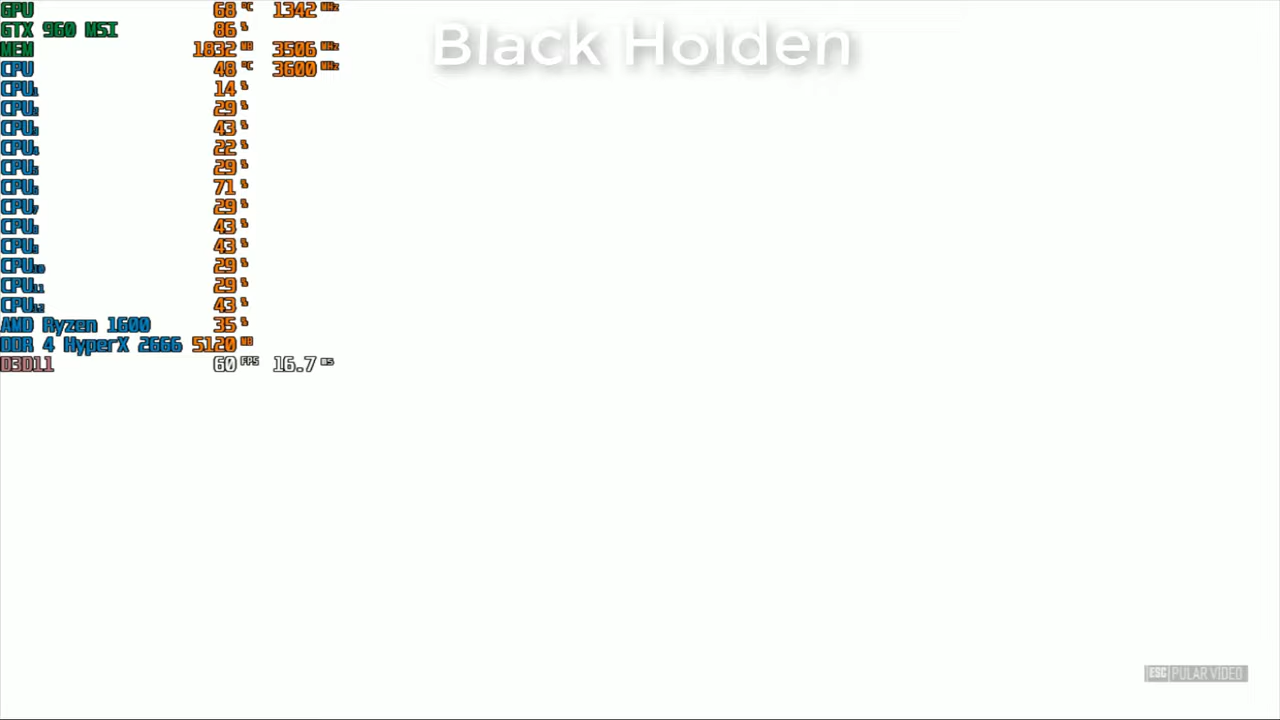 GPU 68 °C 1342 MHz
GTX 960 MSI 86 %
MEM 1832 MB 3506 MHz
CPU 48 °C 3600 MHz
CPU1 14 %
CPU2 29 %
CPU3 43 %
CPU4 22 %
CPU5 29 %
CPU6 71 %
CPU7 29 %
CPU8 43 %
CPU9 43 %
CPU10 29 %
CPU11 29 %
CPU12 43 %
AMD Ryzen 1600 35 %
DDR 4 HyperX 2666 5120 MB
D3D11 60 FPS 16.7 ms
Black Holden
ESC PULAR VIDEO